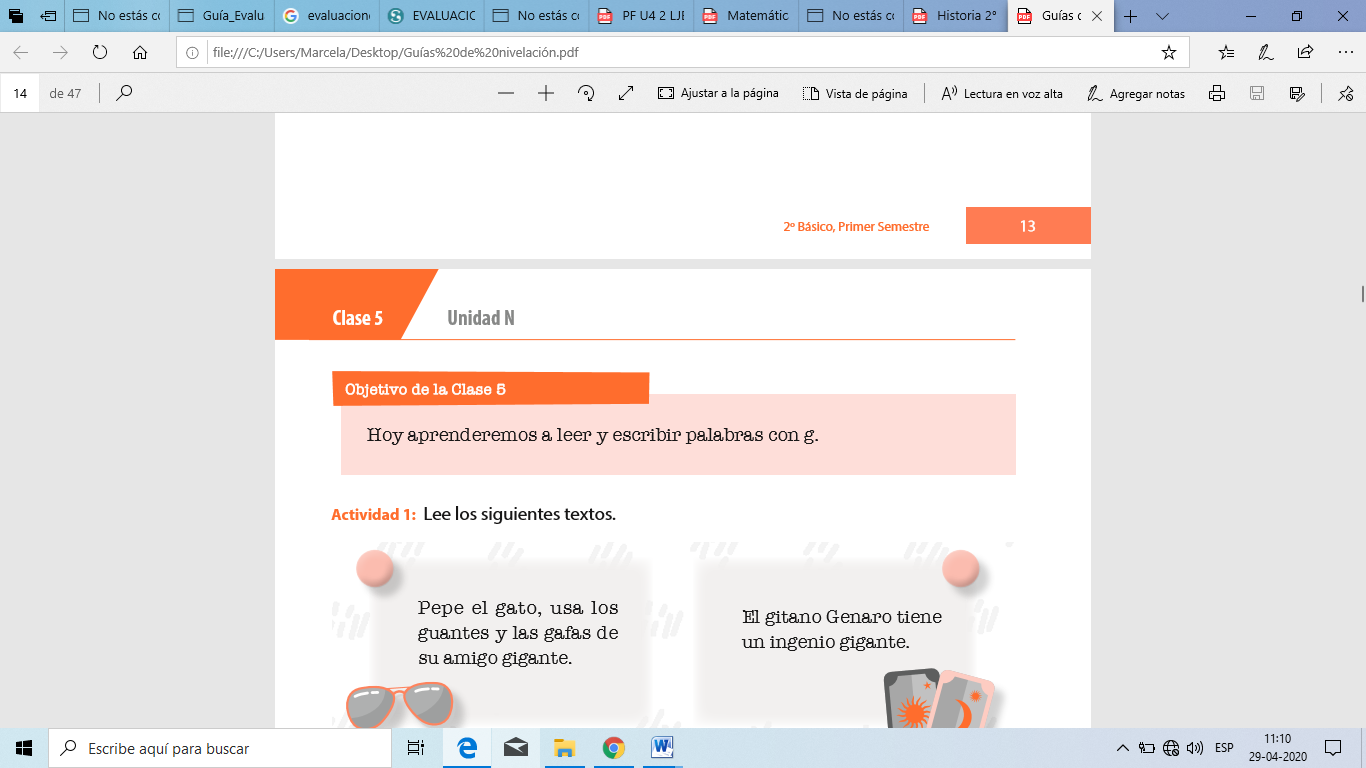 No estás co
Guía_Evalu
evaluacione
EVALUACIO
No estás co
PF U4 2 LJE
Matemátic
No estás co
Historia 2°
Guías d
file:///C:/Users/Marcela/Desktop/Guías%20de%20nivelación.pdf
14 de 47
Ajustar a la página
Vista de página
Lectura en voz alta
Agregar notas
2º Básico, Primer Semestre 13
Clase 5 Unidad N
Objetivo de la Clase 5
Hoy aprenderemos a leer y escribir palabras con g.
Actividad 1: Lee los siguientes textos.
Pepe el gato, usa los
guantes y las gafas de
su amigo gigante.
El gitano Genaro tiene
un ingenio gigante.
Escribe aquí para buscar
ESP
11:10
29-04-2020